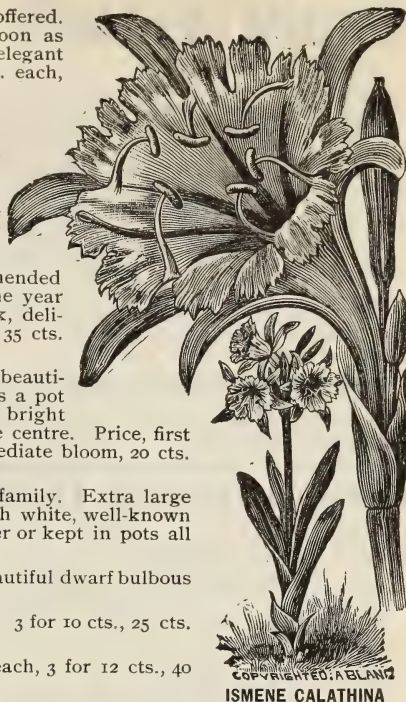 offered.
oon as
elegant
. each,
mended
ne year
k, deli-
35 cts.
beauti-
s a pot
bright
e centre. Price, first
ediate bloom, 20 cts.
family. Extra large
h white, well-known
er or kept in pots all
autiful dwarf bulbous
3 for 10 cts., 25 cts.
each, 3 for 12 cts., 40
COPYRIGHTED. A BLANC
ISMENE CALATHINA